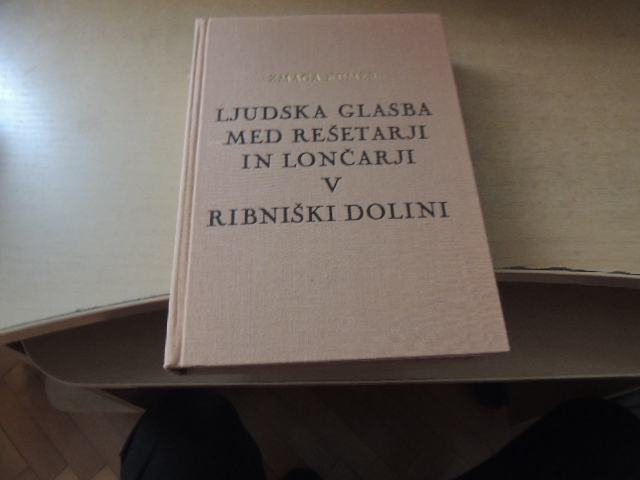 ZMAGA KUMER
LJUDSKA GLASBA
MED REŠETARJI
IN LONČARJI
V
RIBNIŠKI DOLINI